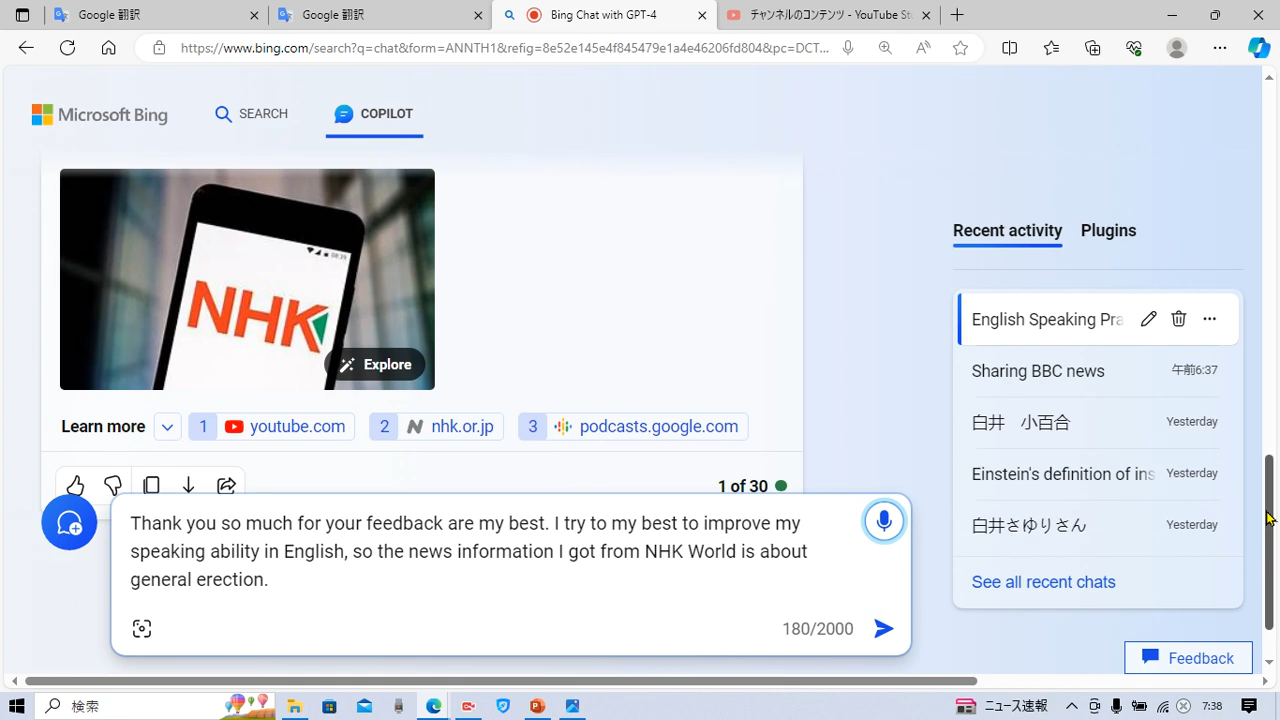 Google 翻訳
Google 翻訳
Bing Chat with GPT-4
チャンネルのコンテンツ - YouTube Stu
https://www.bing.com/search?q=chat&form=ANNTH1&refig=8e52e145e4f845479e1a4e46206fd804&pc=DCT...
Microsoft Bing
SEARCH
COPILOT
08:35
NHK
Explore
Learn more
1 youtube.com
2 nhk.or.jp
3 podcasts.google.com
1 of 30
Thank you so much for your feedback are my best. I try to my best to improve my
speaking ability in English, so the news information I got from NHK World is about
general erection.
180/2000
Recent activity
Plugins
English Speaking Pra
Sharing BBC news 午前6:37
白井 小百合 Yesterday
Einstein's definition of ins Yesterday
白井さゆりさん Yesterday
See all recent chats
Feedback
検索
ニュース速報
7:38